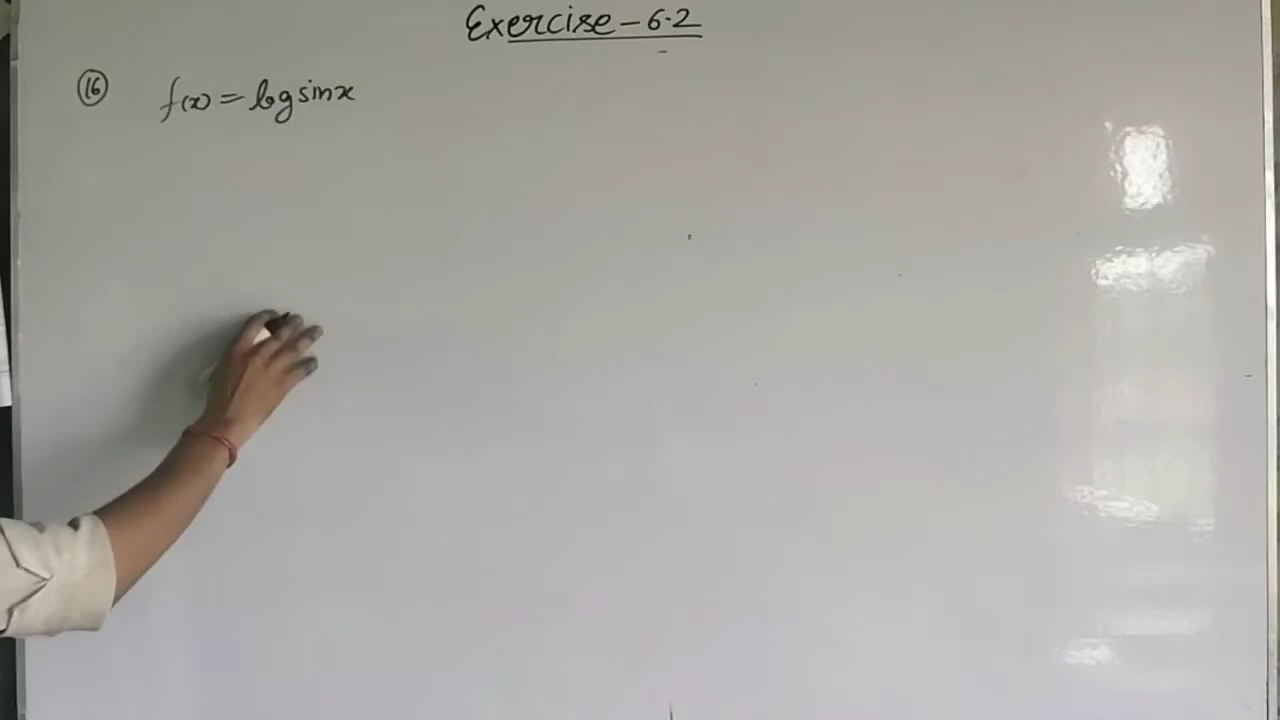 Exercise - 6.2
(16) f(x) = log sinx